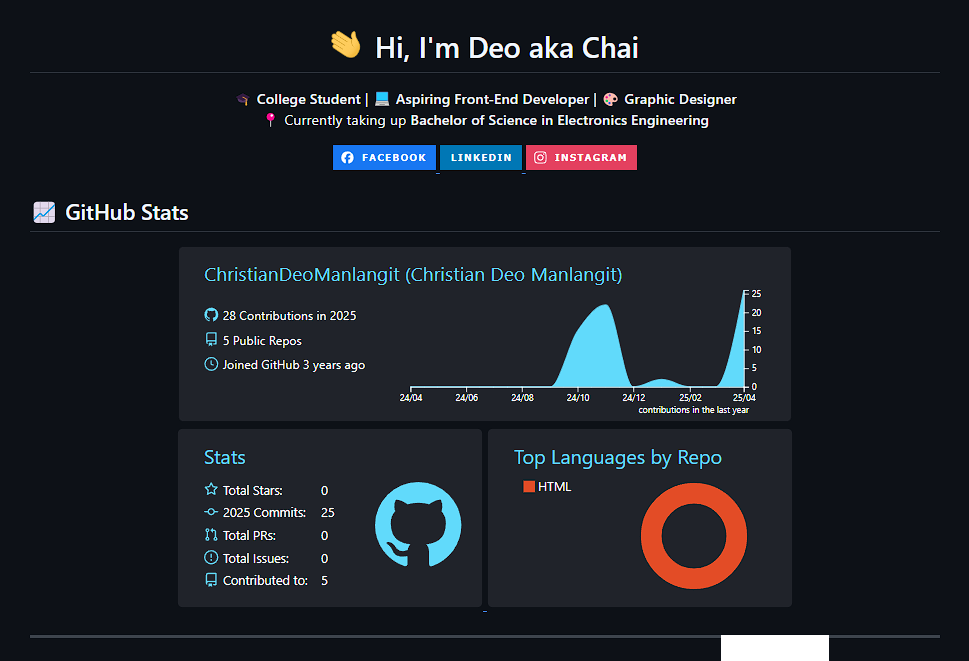 👋 Hi, I'm Deo aka Chai
🎓 College Student | 💻 Aspiring Front-End Developer | 🎨 Graphic Designer
📍 Currently taking up Bachelor of Science in Electronics Engineering
FACEBOOK LINKEDIN INSTAGRAM
📈 GitHub Stats
ChristianDeoManlangit (Christian Deo Manlangit)
28 Contributions in 2025
5 Public Repos
Joined GitHub 3 years ago
25
20
15
10
5
0
24/04 24/06 24/08 24/10 24/12 25/02 25/04
contributions in the last year
Stats
Total Stars: 0
2025 Commits: 25
Total PRs: 0
Total Issues: 0
Contributed to: 5
Top Languages by Repo
HTML